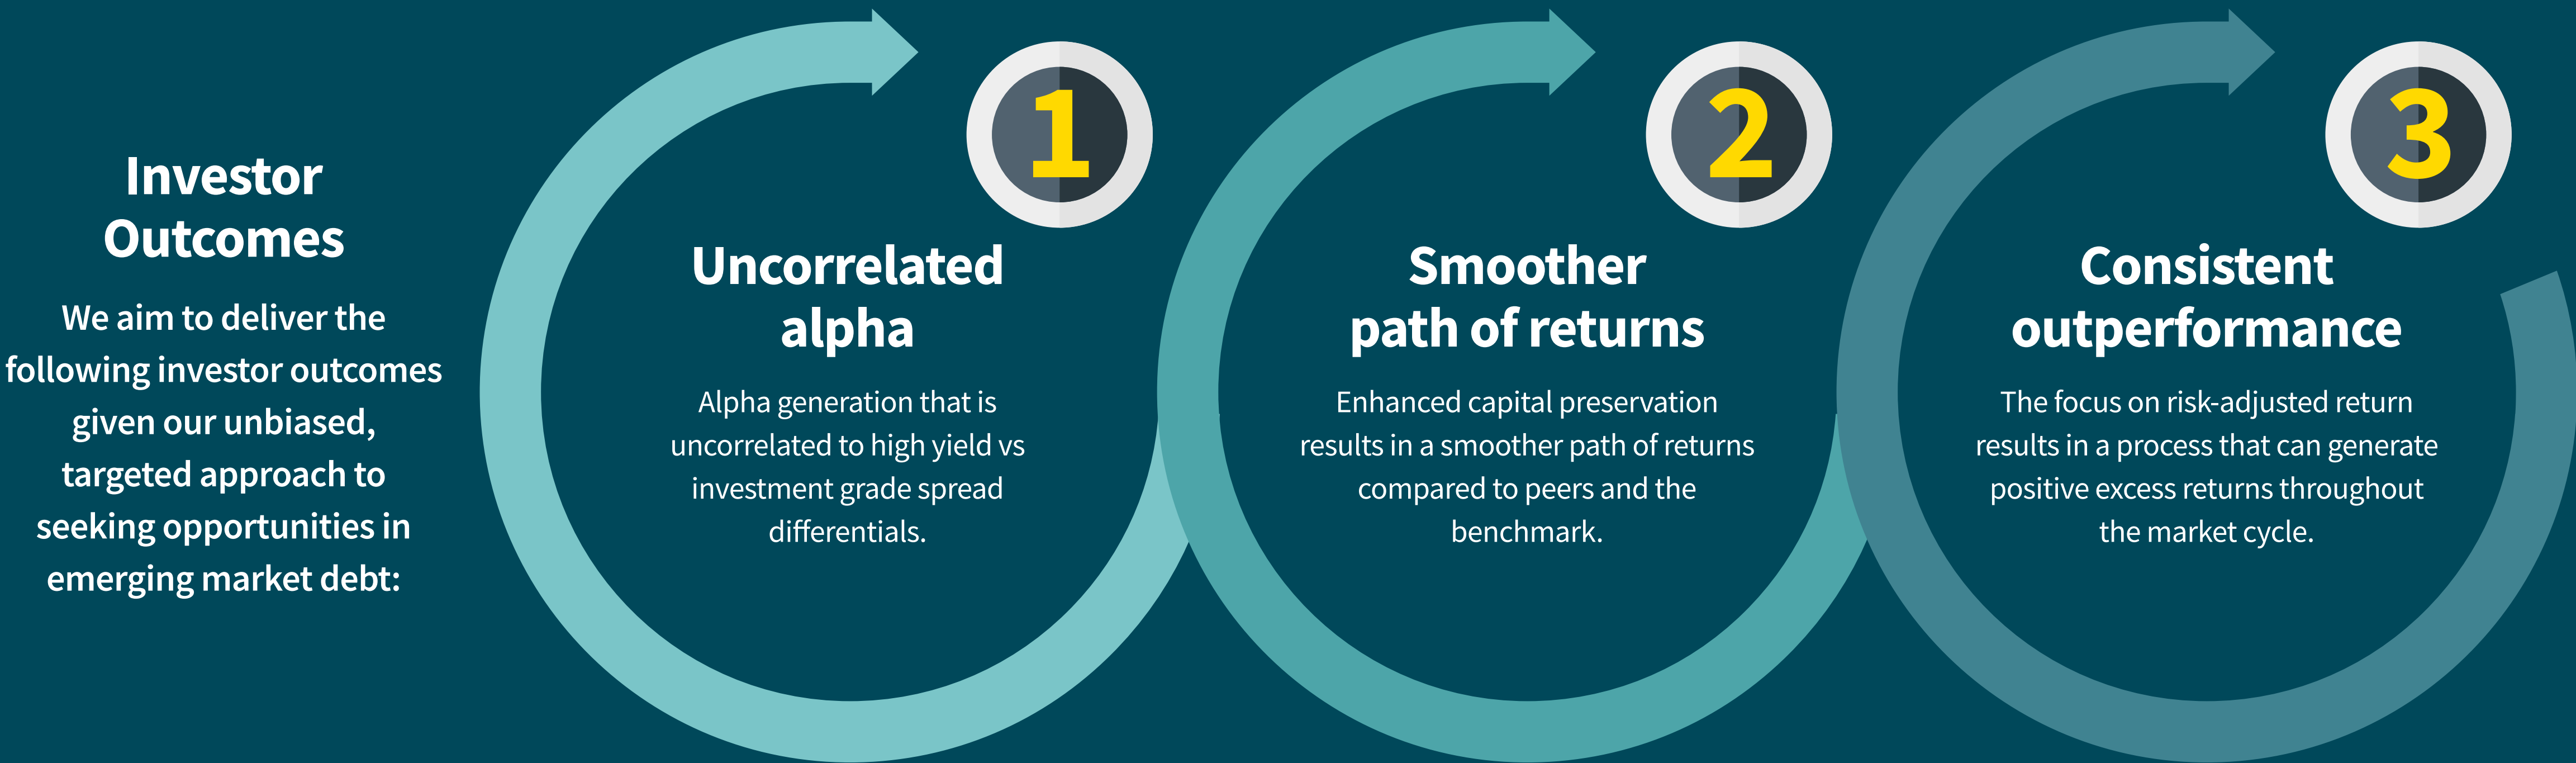 Investor
Outcomes
We aim to deliver the
following investor outcomes
given our unbiased,
targeted approach to
seeking opportunities in
emerging market debt:
1
Uncorrelated
alpha
Alpha generation that is
uncorrelated to high yield vs
investment grade spread
differentials.
2
Smoother
path of returns
Enhanced capital preservation
results in a smoother path of returns
compared to peers and the
benchmark.
3
Consistent
outperformance
The focus on risk-adjusted return
results in a process that can generate
positive excess returns throughout
the market cycle.